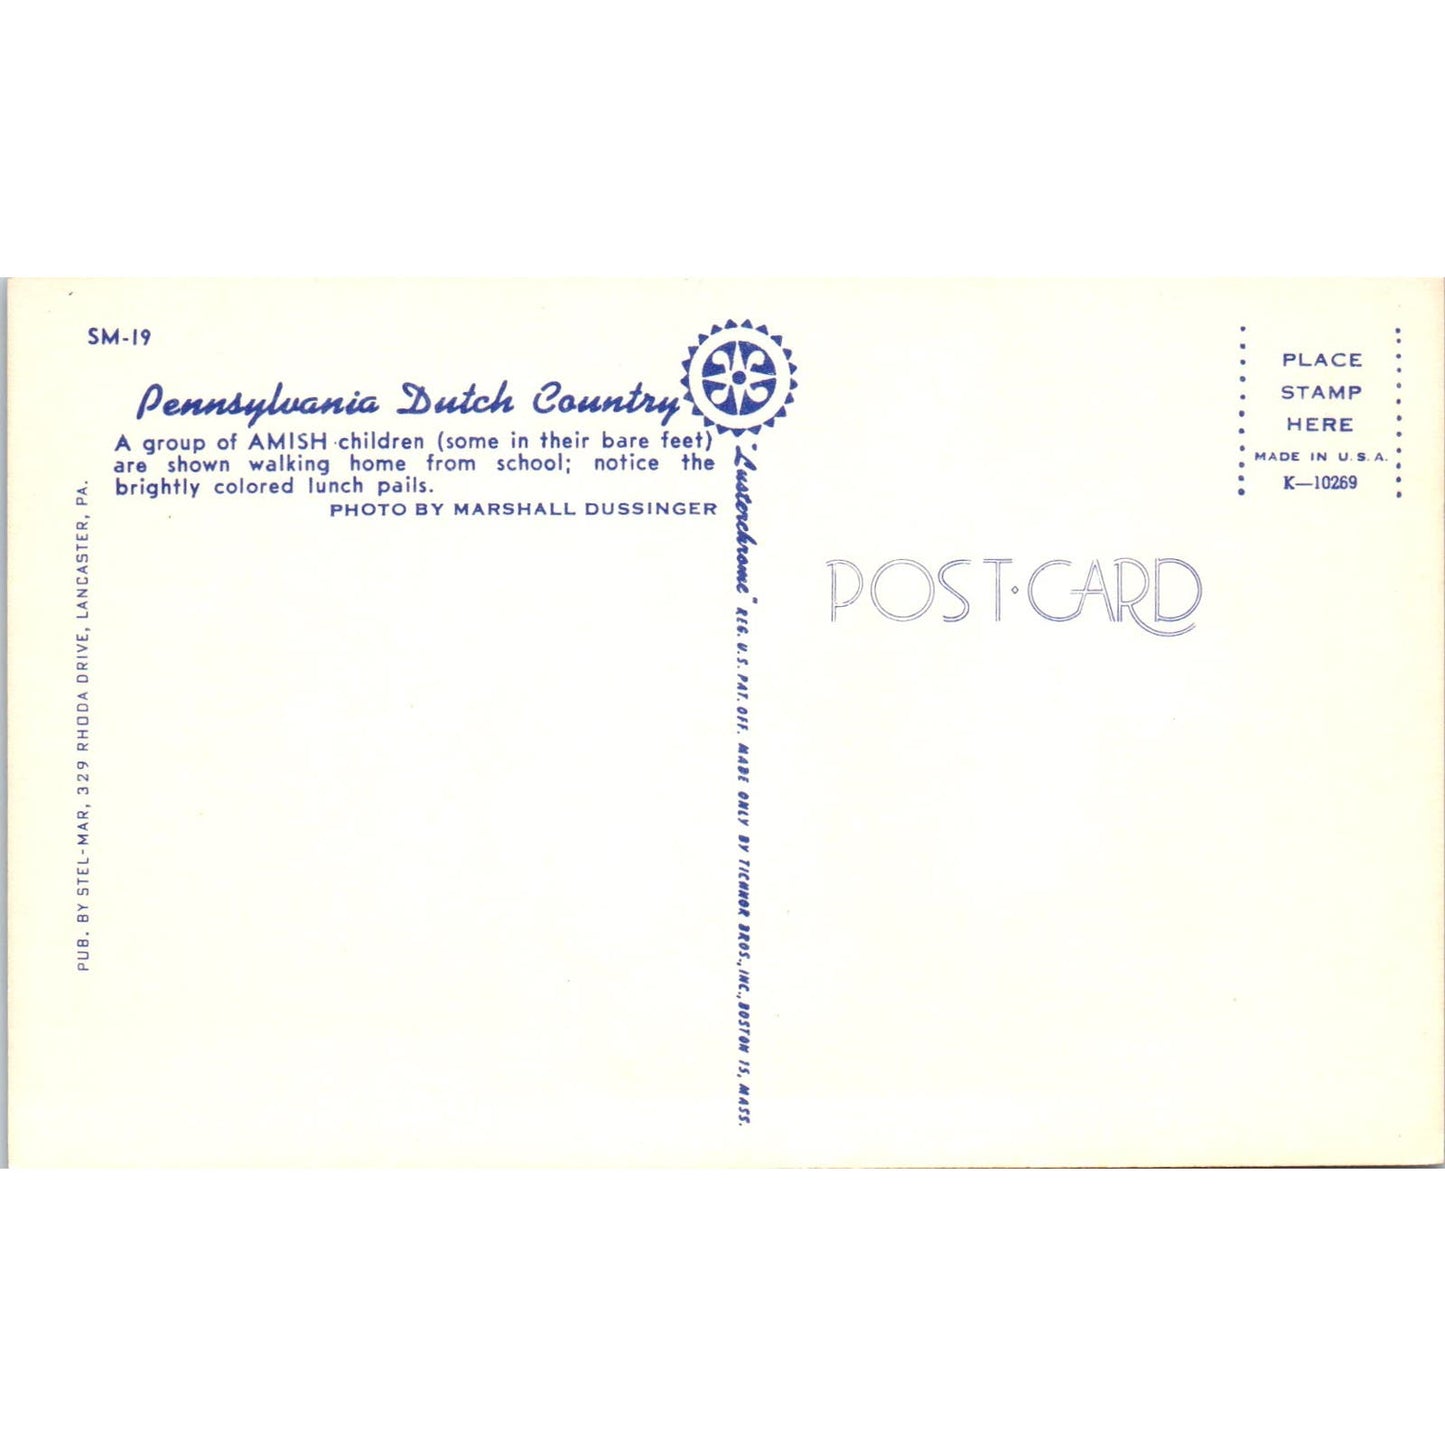 SM-19
Pennsylvania Dutch Country
A group of AMISH children (some in their bare feet)
are shown walking home from school; notice the
brightly colored lunch pails.
PHOTO BY MARSHALL DUSSINGER
PUB. BY STEL-MAR, 329 RHODA DRIVE, LANCASTER, PA.
"Lusterchrome" REG. U.S. PAT. OFF. MADE ONLY BY TICHNOR BROS., INC., BOSTON 15, MASS.
POST·CARD
PLACE
STAMP
HERE
MADE IN U.S.A.
K—10269